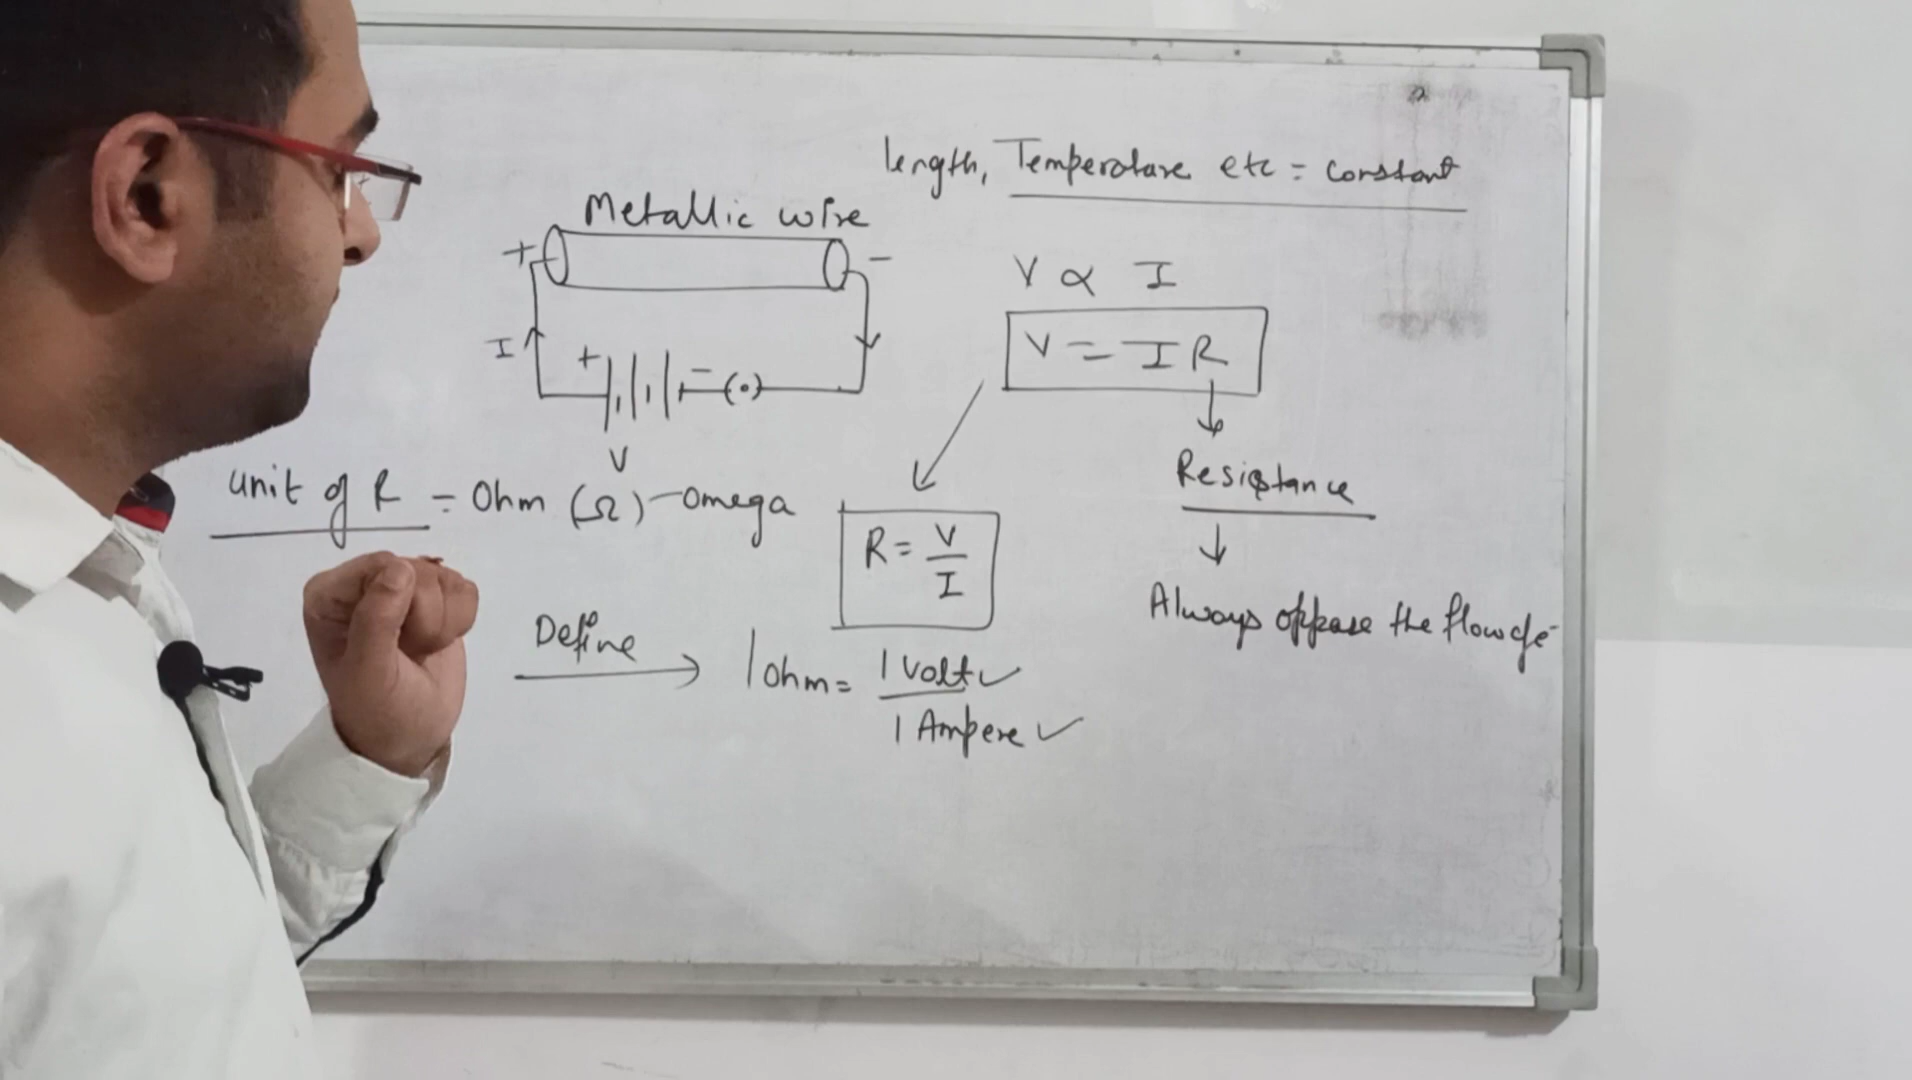 length, Temperature etc = constant
Metallic wire
+ -
V ∝ I
V = IR
I
+ -
V
Resistance
unit of R = Ohm (Ω) - omega
R = V/I
Always oppose the flow of e-
Define
1 ohm = 1 Volt / 1 Ampere